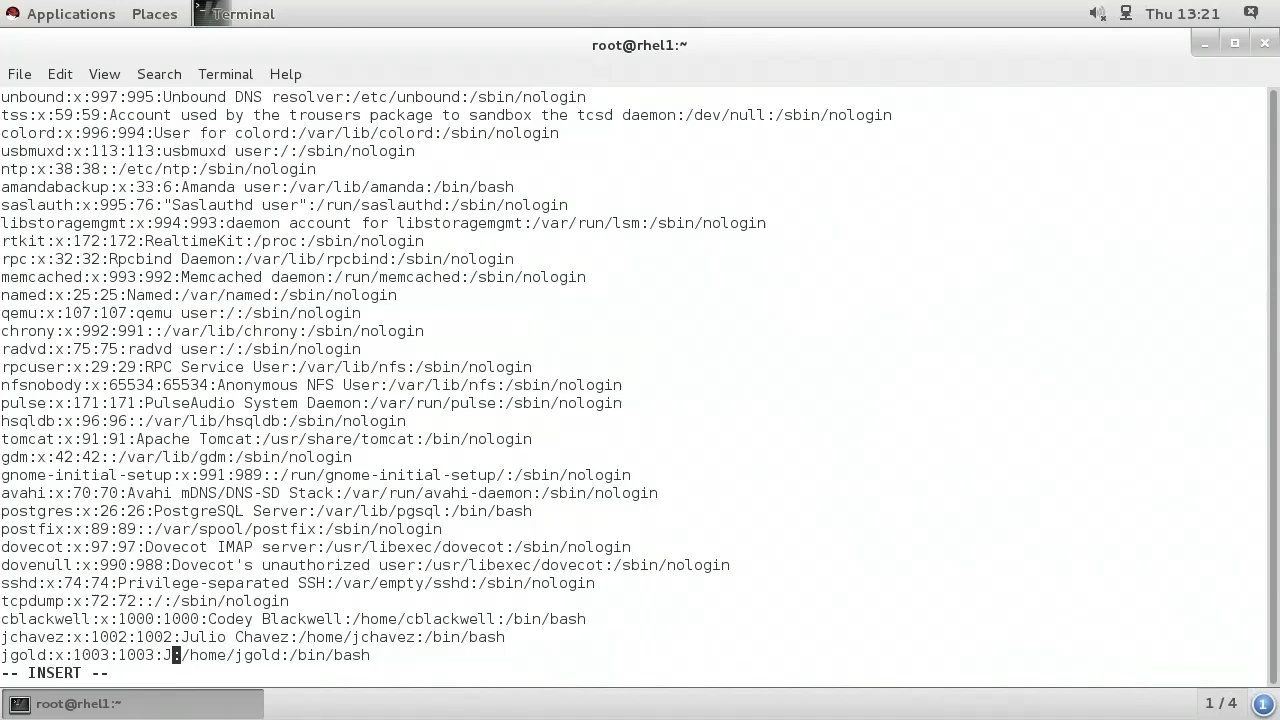 Applications Places Terminal Thu 13:21
root@rhel1:~
File Edit View Search Terminal Help
unbound:x:997:995:Unbound DNS resolver:/etc/unbound:/sbin/nologin
tss:x:59:59:Account used by the trousers package to sandbox the tcsd daemon:/dev/null:/sbin/nologin
colord:x:996:994:User for colord:/var/lib/colord:/sbin/nologin
usbmuxd:x:113:113:usbmuxd user:/:/sbin/nologin
ntp:x:38:38::/etc/ntp:/sbin/nologin
amandabackup:x:33:6:Amanda user:/var/lib/amanda:/bin/bash
saslauth:x:995:76:"Saslauthd user":/run/saslauthd:/sbin/nologin
libstoragemgmt:x:994:993:daemon account for libstoragemgmt:/var/run/lsm:/sbin/nologin
rtkit:x:172:172:RealtimeKit:/proc:/sbin/nologin
rpc:x:32:32:Rpcbind Daemon:/var/lib/rpcbind:/sbin/nologin
memcached:x:993:992:Memcached daemon:/run/memcached:/sbin/nologin
named:x:25:25:Named:/var/named:/sbin/nologin
qemu:x:107:107:qemu user:/:/sbin/nologin
chrony:x:992:991::/var/lib/chrony:/sbin/nologin
radvd:x:75:75:radvd user:/:/sbin/nologin
rpcuser:x:29:29:RPC Service User:/var/lib/nfs:/sbin/nologin
nfsnobody:x:65534:65534:Anonymous NFS User:/var/lib/nfs:/sbin/nologin
pulse:x:171:171:PulseAudio System Daemon:/var/run/pulse:/sbin/nologin
hsqldb:x:96:96::/var/lib/hsqldb:/sbin/nologin
tomcat:x:91:91:Apache Tomcat:/usr/share/tomcat:/bin/nologin
gdm:x:42:42::/var/lib/gdm:/sbin/nologin
gnome-initial-setup:x:991:989::/run/gnome-initial-setup/:/sbin/nologin
avahi:x:70:70:Avahi mDNS/DNS-SD Stack:/var/run/avahi-daemon:/sbin/nologin
postgres:x:26:26:PostgreSQL Server:/var/lib/pgsql:/bin/bash
postfix:x:89:89::/var/spool/postfix:/sbin/nologin
dovecot:x:97:97:Dovecot IMAP server:/usr/libexec/dovecot:/sbin/nologin
dovenull:x:990:988:Dovecot's unauthorized user:/usr/libexec/dovecot:/sbin/nologin
sshd:x:74:74:Privilege-separated SSH:/var/empty/sshd:/sbin/nologin
tcpdump:x:72:72::/:/sbin/nologin
cblackwell:x:1000:1000:Codey Blackwell:/home/cblackwell:/bin/bash
jchavez:x:1002:1002:Julio Chavez:/home/jchavez:/bin/bash
jgold:x:1003:1003:J:/home/jgold:/bin/bash
-- INSERT --
root@rhel1:~ 1 / 4 1